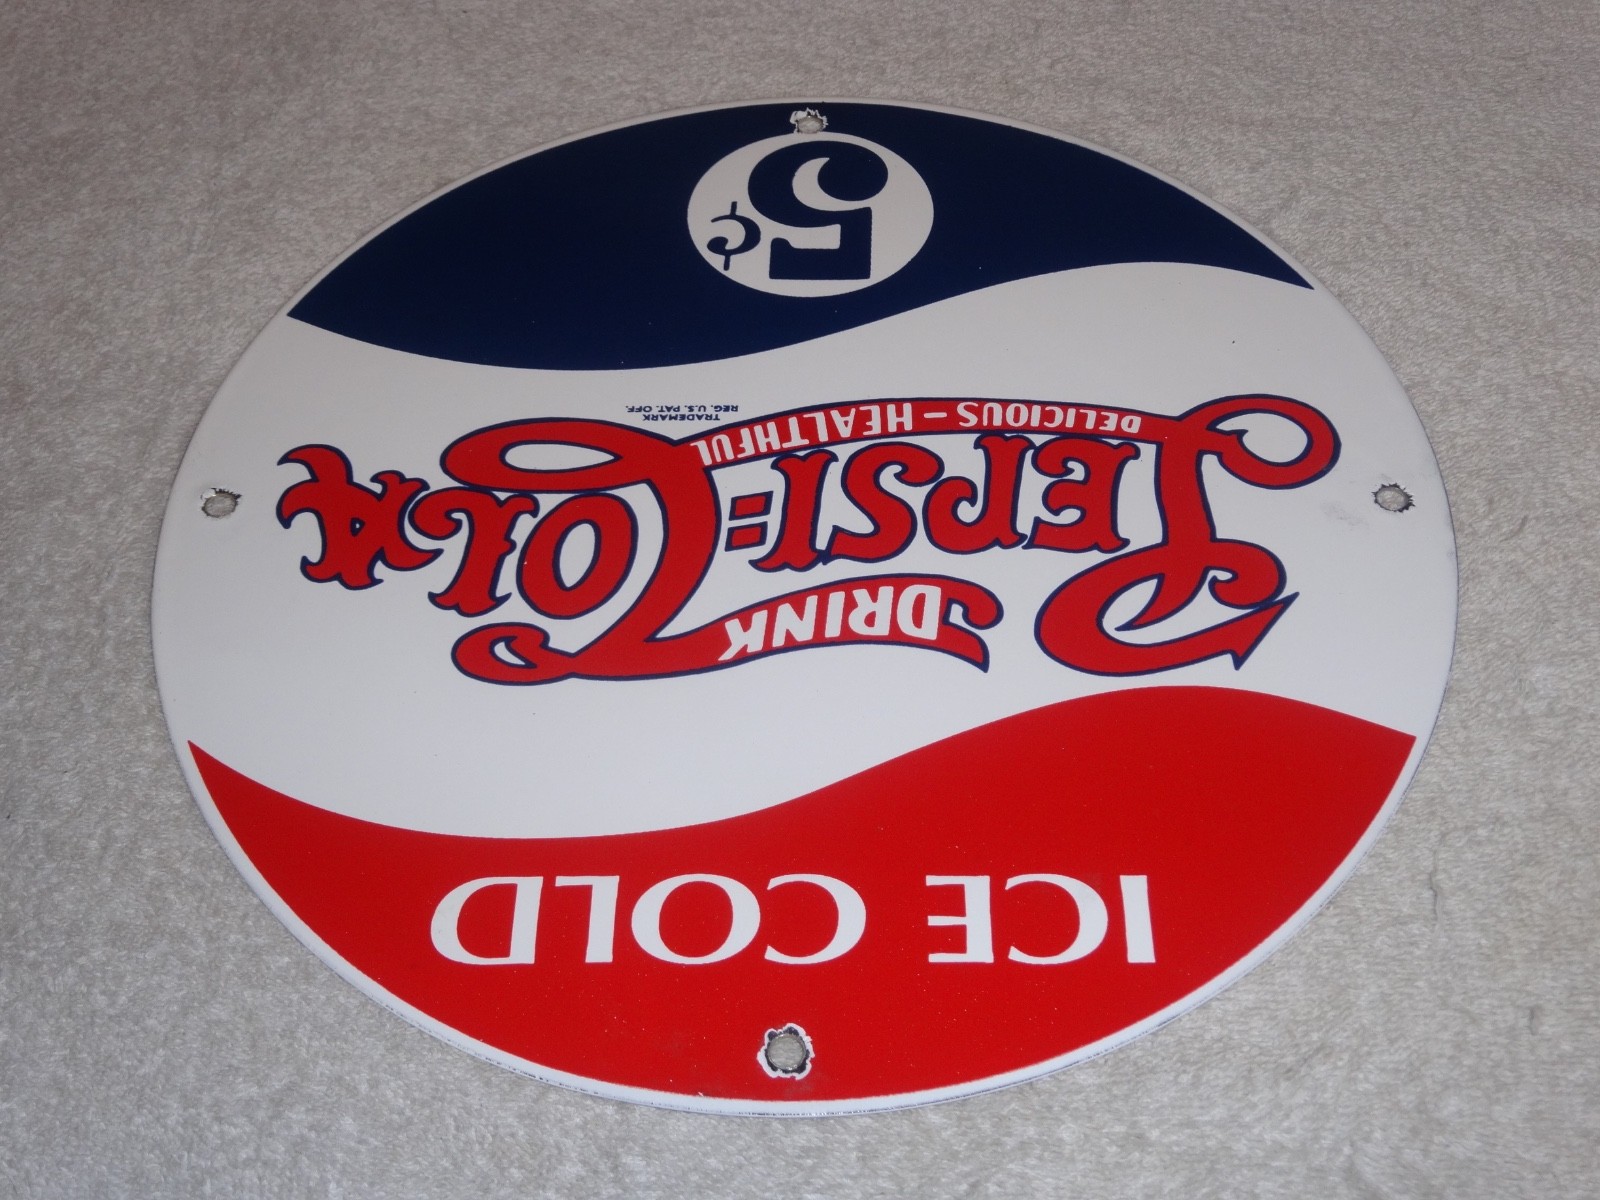 ICE COLD
DRINK
PEPSI=COLA
DELICIOUS-HEALTHFUL
TRADEMARK
REG. U.S. PAT. OFF.
5¢